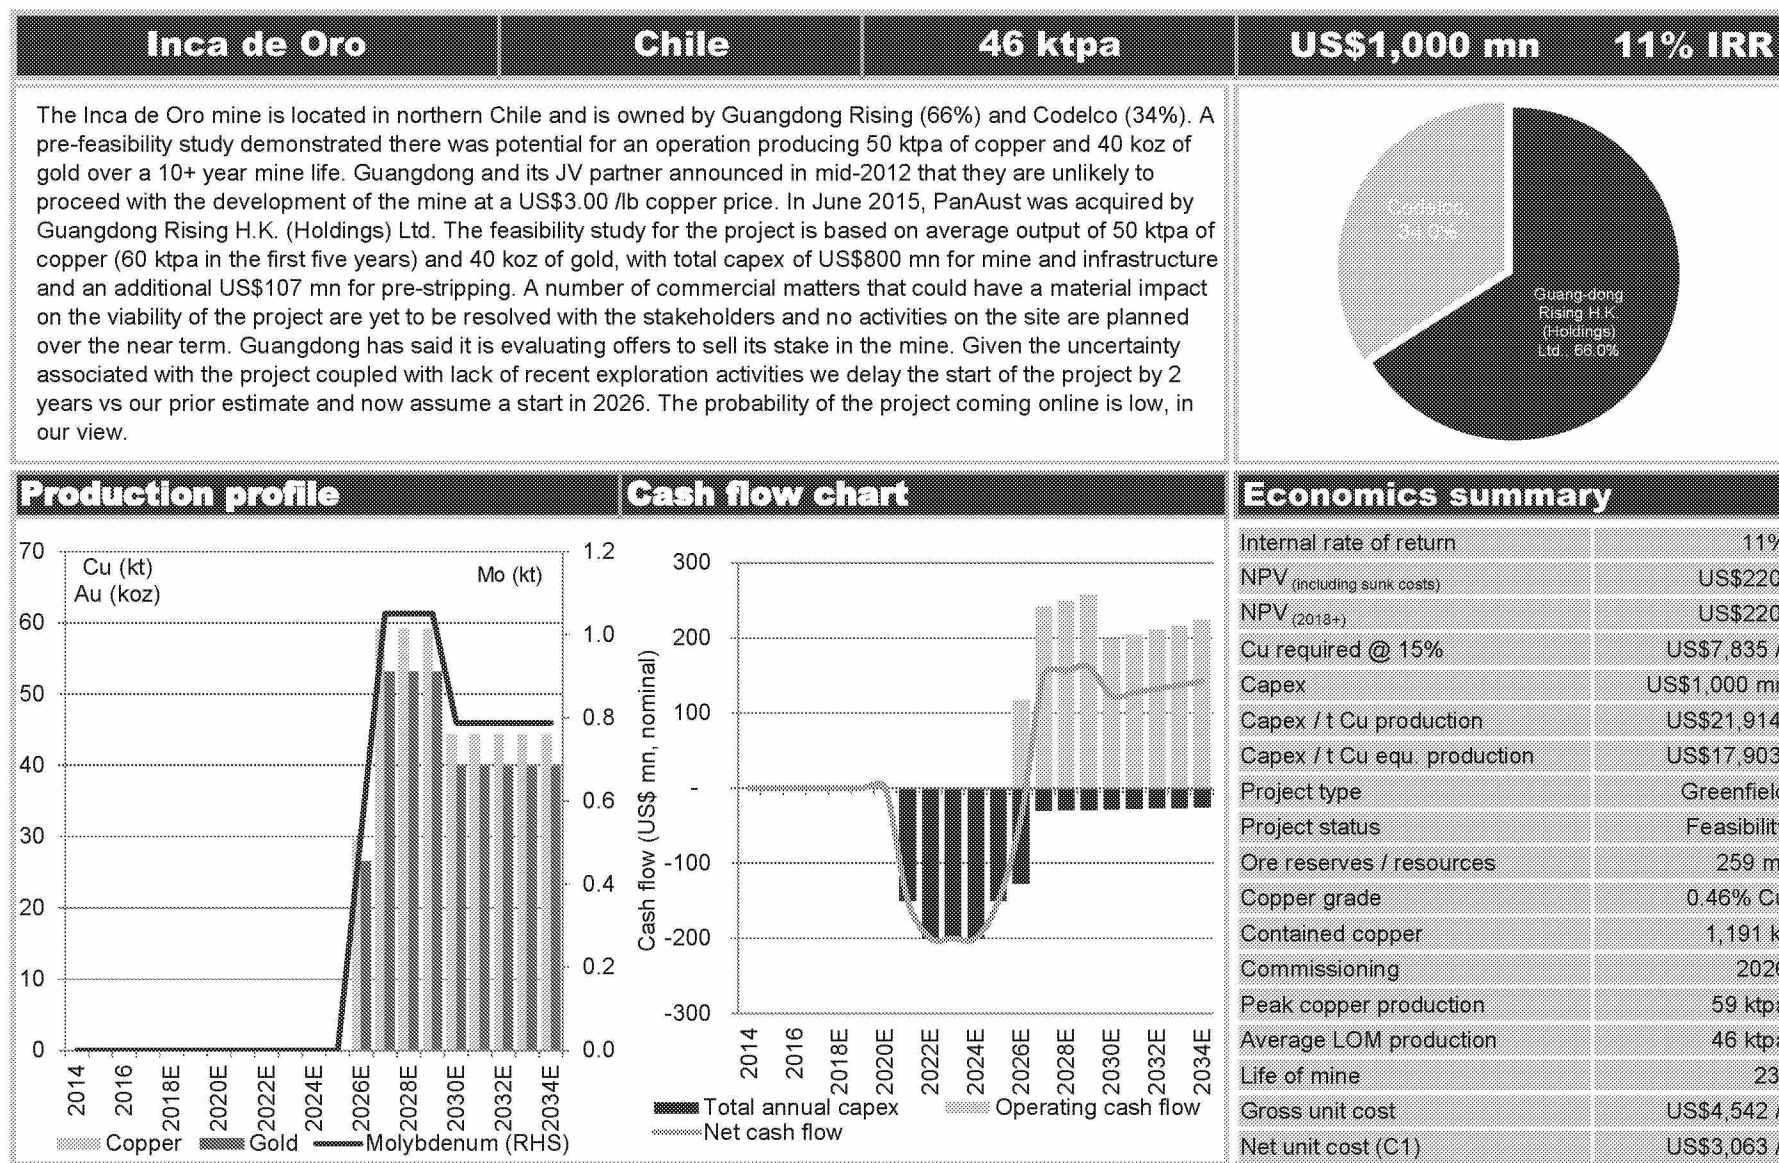 Inca de Oro Chile 46 ktpa US$1,000 mn 11% IRR
The Inca de Oro mine is located in northern Chile and is owned by Guangdong Rising (66%) and Codelco (34%). A
pre-feasibility study demonstrated there was potential for an operation producing 50 ktpa of copper and 40 koz of
gold over a 10+ year mine life. Guangdong and its JV partner announced in mid-2012 that they are unlikely to
proceed with the development of the mine at a US$3.00 /lb copper price. In June 2015, PanAust was acquired by
Guangdong Rising H.K. (Holdings) Ltd. The feasibility study for the project is based on average output of 50 ktpa of
copper (60 ktpa in the first five years) and 40 koz of gold, with total capex of US$800 mn for mine and infrastructure
and an additional US$107 mn for pre-stripping. A number of commercial matters that could have a material impact
on the viability of the project are yet to be resolved with the stakeholders and no activities on the site are planned
over the near term. Guangdong has said it is evaluating offers to sell its stake in the mine. Given the uncertainty
associated with the project coupled with lack of recent exploration activities we delay the start of the project by 2
years vs our prior estimate and now assume a start in 2026. The probability of the project coming online is low, in
our view.
Codelco,
34.0%
Guang-dong
Rising H.K.
(Holdings)
Ltd., 66.0%
Production profile
70
60
50
40
30
20
10
0
Cu (kt)
Au (koz)
Mo (kt)
1.2
1.0
0.8
0.6
0.4
0.2
0.0
2014 2016 2018E 2020E 2022E 2024E 2026E 2028E 2030E 2032E 2034E
Copper Gold Molybdenum (RHS)
Cash flow chart
Cash flow (US$ mn, nominal)
300
200
100
-
-100
-200
-300
2014 2016 2018E 2020E 2022E 2024E 2026E 2028E 2030E 2032E 2034E
Total annual capex Operating cash flow
Net cash flow
Economics summary
Internal rate of return 11%
NPV (including sunk costs) US$220
NPV (2018+) US$220
Cu required @ 15% US$7,835 /
Capex US$1,000 mn
Capex / t Cu production US$21,914
Capex / t Cu equ. production US$17,903
Project type Greenfield
Project status Feasibility
Ore reserves / resources 259 m
Copper grade 0.46% Cu
Contained copper 1,191 k
Commissioning 2026
Peak copper production 59 ktpa
Average LOM production 46 ktpa
Life of mine 23
Gross unit cost US$4,542 /
Net unit cost (C1) US$3,063 /